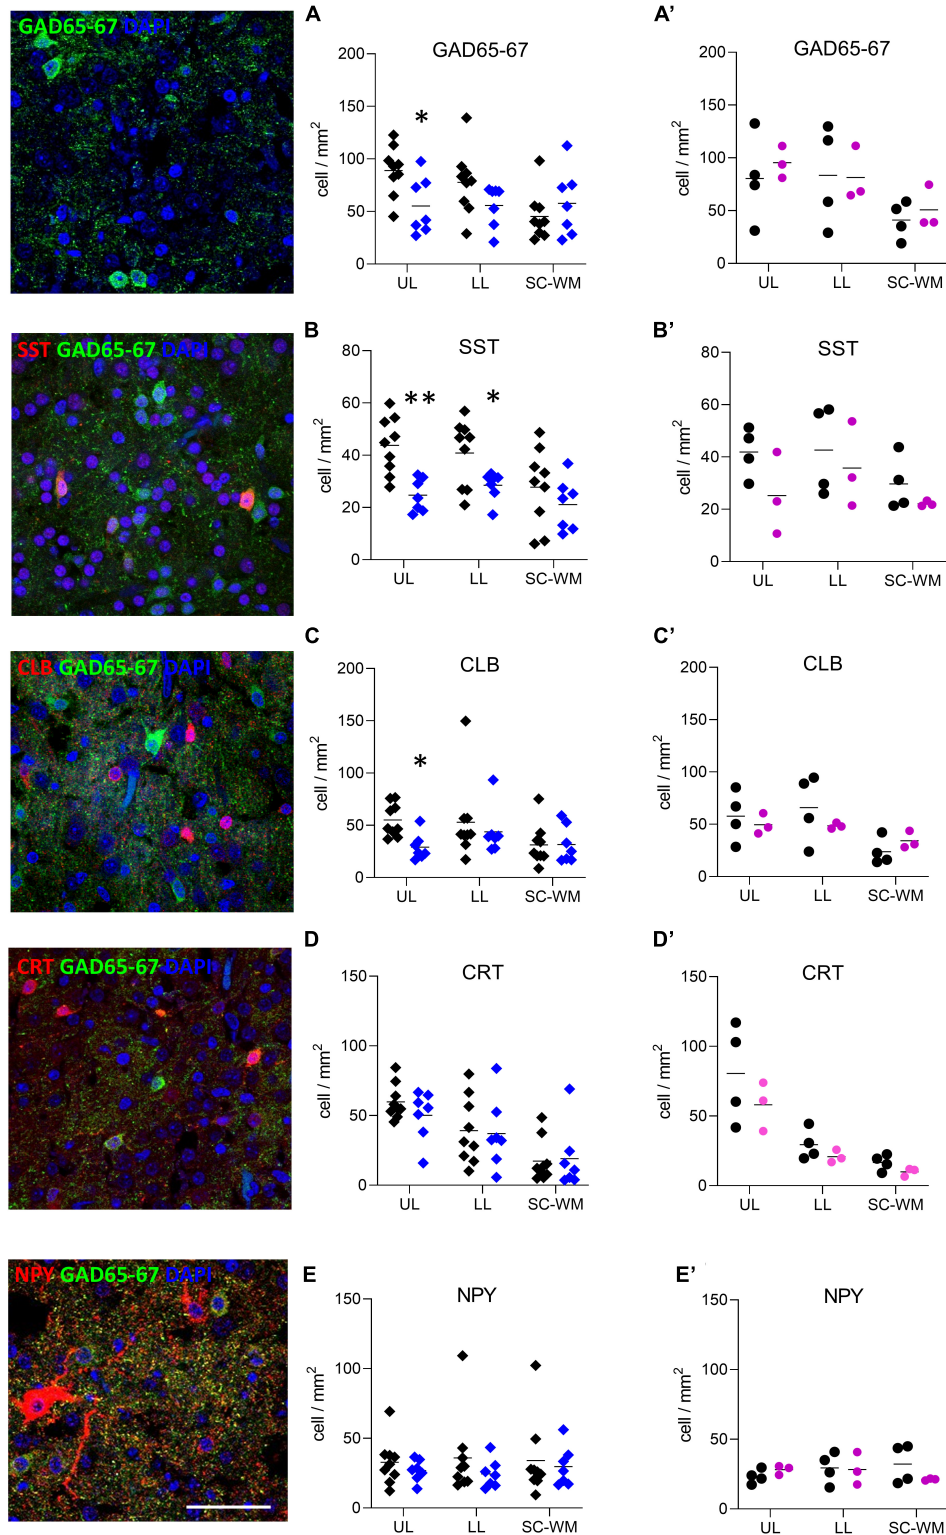 GAD65-67 DAPI
A
GAD65-67
cell / mm2
200
150
100
50
0
*
UL LL SC-WM
A’
GAD65-67
cell / mm2
200
150
100
50
0
UL LL SC-WM
SST GAD65-67 DAPI
B
SST
cell / mm2
80
60
40
20
0
** *
UL LL SC-WM
B’
SST
cell / mm2
80
60
40
20
0
UL LL SC-WM
CLB GAD65-67 DAPI
C
CLB
cell / mm2
200
150
100
50
0
*
UL LL SC-WM
C’
CLB
cell / mm2
200
150
100
50
0
UL LL SC-WM
CRT GAD65-67 DAPI
D
CRT
cell / mm2
150
100
50
0
UL LL SC-WM
D’
CRT
cell / mm2
150
100
50
0
UL LL SC-WM
NPY GAD65-67 DAPI
E
NPY
cell / mm2
150
100
50
0
UL LL SC-WM
E’
NPY
cell / mm2
150
100
50
0
UL LL SC-WM